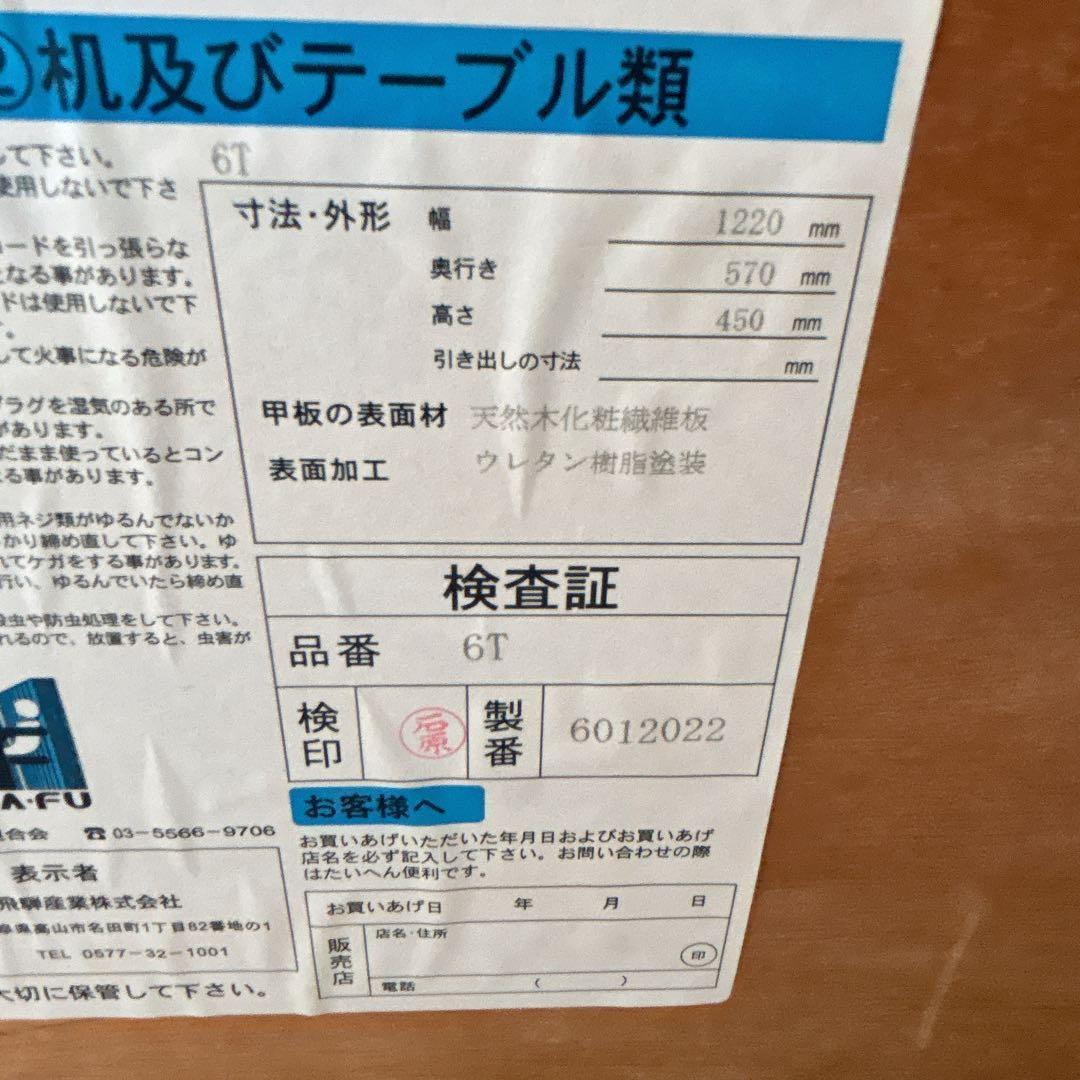 ②机及びテーブル類
して下さい。
使用しないで下さ
コードを引っ張らな
となる事があります。
ドは使用しないで下
。
して火事になる危険が
プラグを湿気のある所で
があります。
だまま使っているとコン
る事があります。
用ネジ類がゆるんでないか
かり締め直して下さい。ゆ
れてケガをする事があります。
行い、ゆるんでいたら締め直
殺虫や防虫処理をして下さい。
れるので、放置すると、虫害が
A・FU
連合会 ☎03-5566-9706
表示者
飛騨産業株式会社
阜県高山市名田町1丁目82番地の1
TEL 0577-32-1001
大切に保管して下さい。
6T
寸法・外形 幅 1220 mm
奥行き 570 mm
高さ 450 mm
引き出しの寸法 mm
甲板の表面材 天然木化粧繊維板
表面加工 ウレタン樹脂塗装
検査証
品番 6T
検印 石原 製番 6012022
お客様へ
お買いあげいただいた年月日およびお買いあげ
店名を必ず記入して下さい。お問い合わせの際
はたいへん便利です。
お買いあげ日 年 月 日
販売店 店名・住所
印
電話 ( )